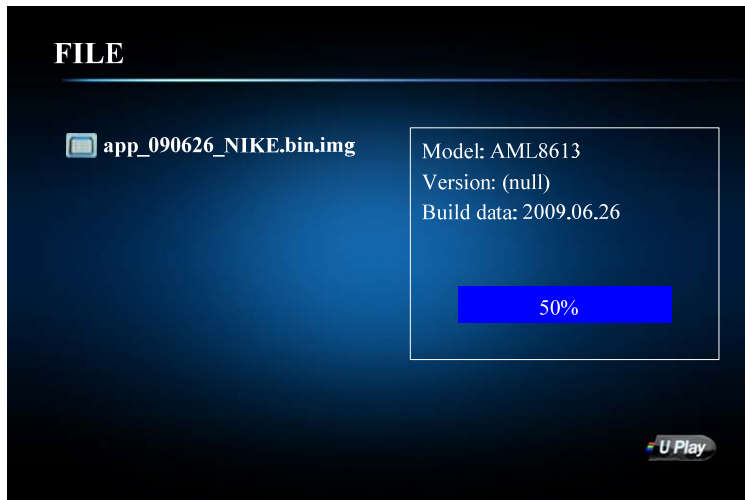 FILE
app_090626_NIKE.bin.img
Model: AML8613
Version: (null)
Build data: 2009.06.26
50%
U Play